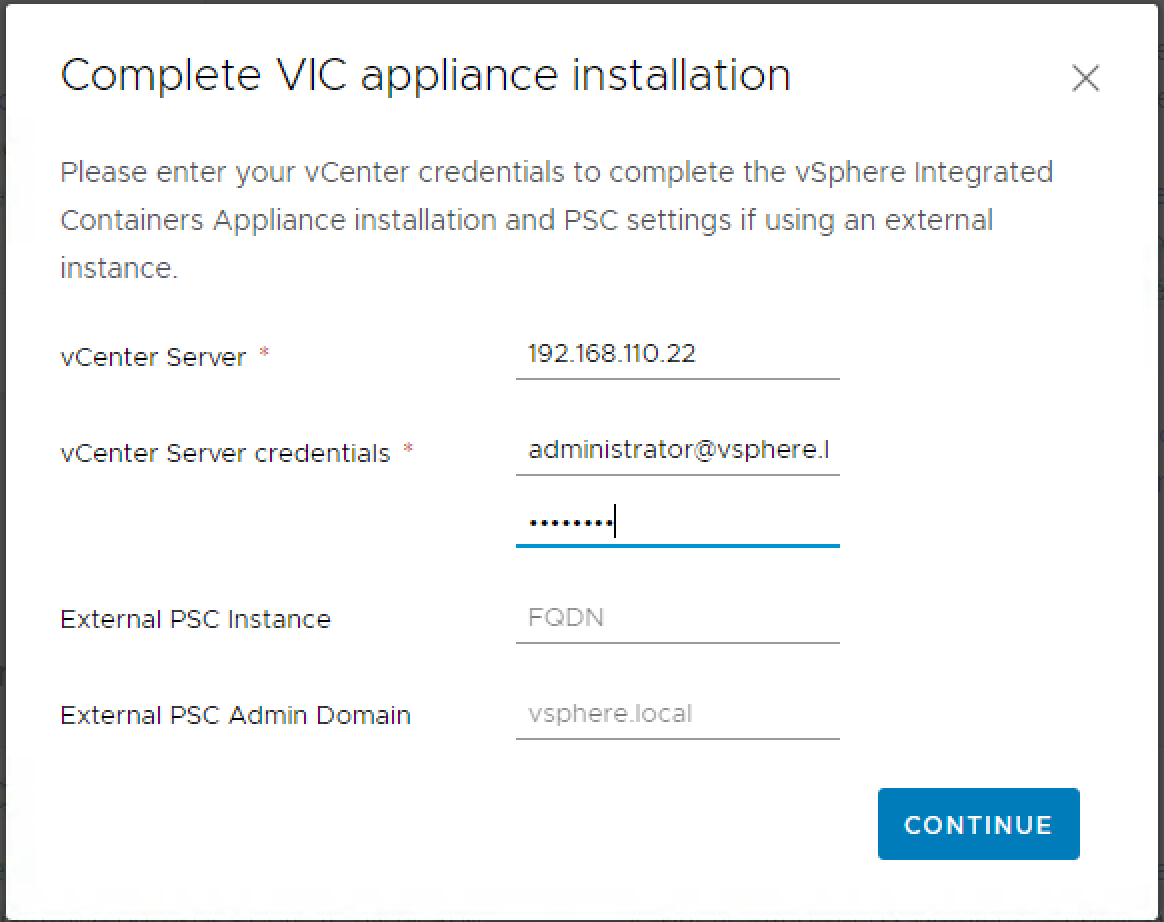 Complete VIC appliance installation
Please enter your vCenter credentials to complete the vSphere Integrated
Containers Appliance installation and PSC settings if using an external
instance.
vCenter Server *
192.168.110.22
vCenter Server credentials *
administrator@vsphere.l
••••••••
External PSC Instance
FQDN
External PSC Admin Domain
vsphere.local
CONTINUE